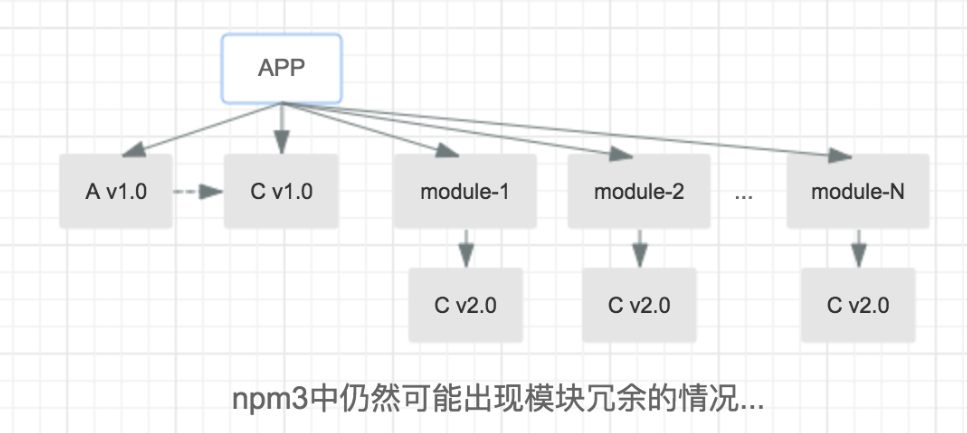 APP
A v1.0
C v1.0
module-1
module-2
...
module-N
C v2.0
C v2.0
C v2.0
npm3中仍然可能出现模块冗余的情况...